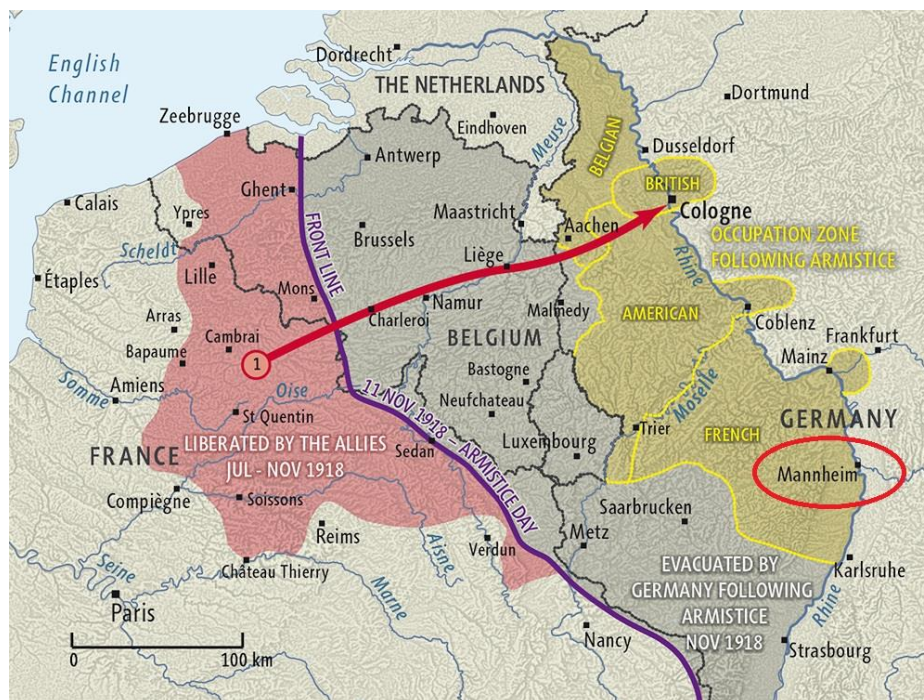 English
Channel
Dordrecht
THE NETHERLANDS
Dortmund
Zeebrugge
Eindhoven
Meuse
BELGIAN
Dusseldorf
Antwerp
Ghent
BRITISH
Calais
Ypres
Maastricht
Aachen
Cologne
Scheldt
Brussels
FRONT LINE
OCCUPATION ZONE
FOLLOWING ARMISTICE
Rhine
Étaples
Lille
Liège
Mons
Namur
Malmedy
AMERICAN
Arras
Charleroi
Coblenz
Cambrai
BELGIUM
Frankfurt
Bapaume
1
Mainz
Bastogne
Somme
Amiens
Oise
Neufchateau
Moselle
St Quentin
11 NOV 1918 – ARMISTICE DAY
GERMANY
Trier
FRENCH
LIBERATED BY THE ALLIES
JUL - NOV 1918
Sedan
Luxembourg
FRANCE
Mannheim
Compiègne
Soissons
Saarbrucken
Reims
Aisne
Verdun
Metz
Château Thierry
EVACUATED BY
GERMANY FOLLOWING
ARMISTICE
NOV 1918
Karlsruhe
Seine
Marne
Paris
Rhine
Nancy
Strasbourg
0
100 km